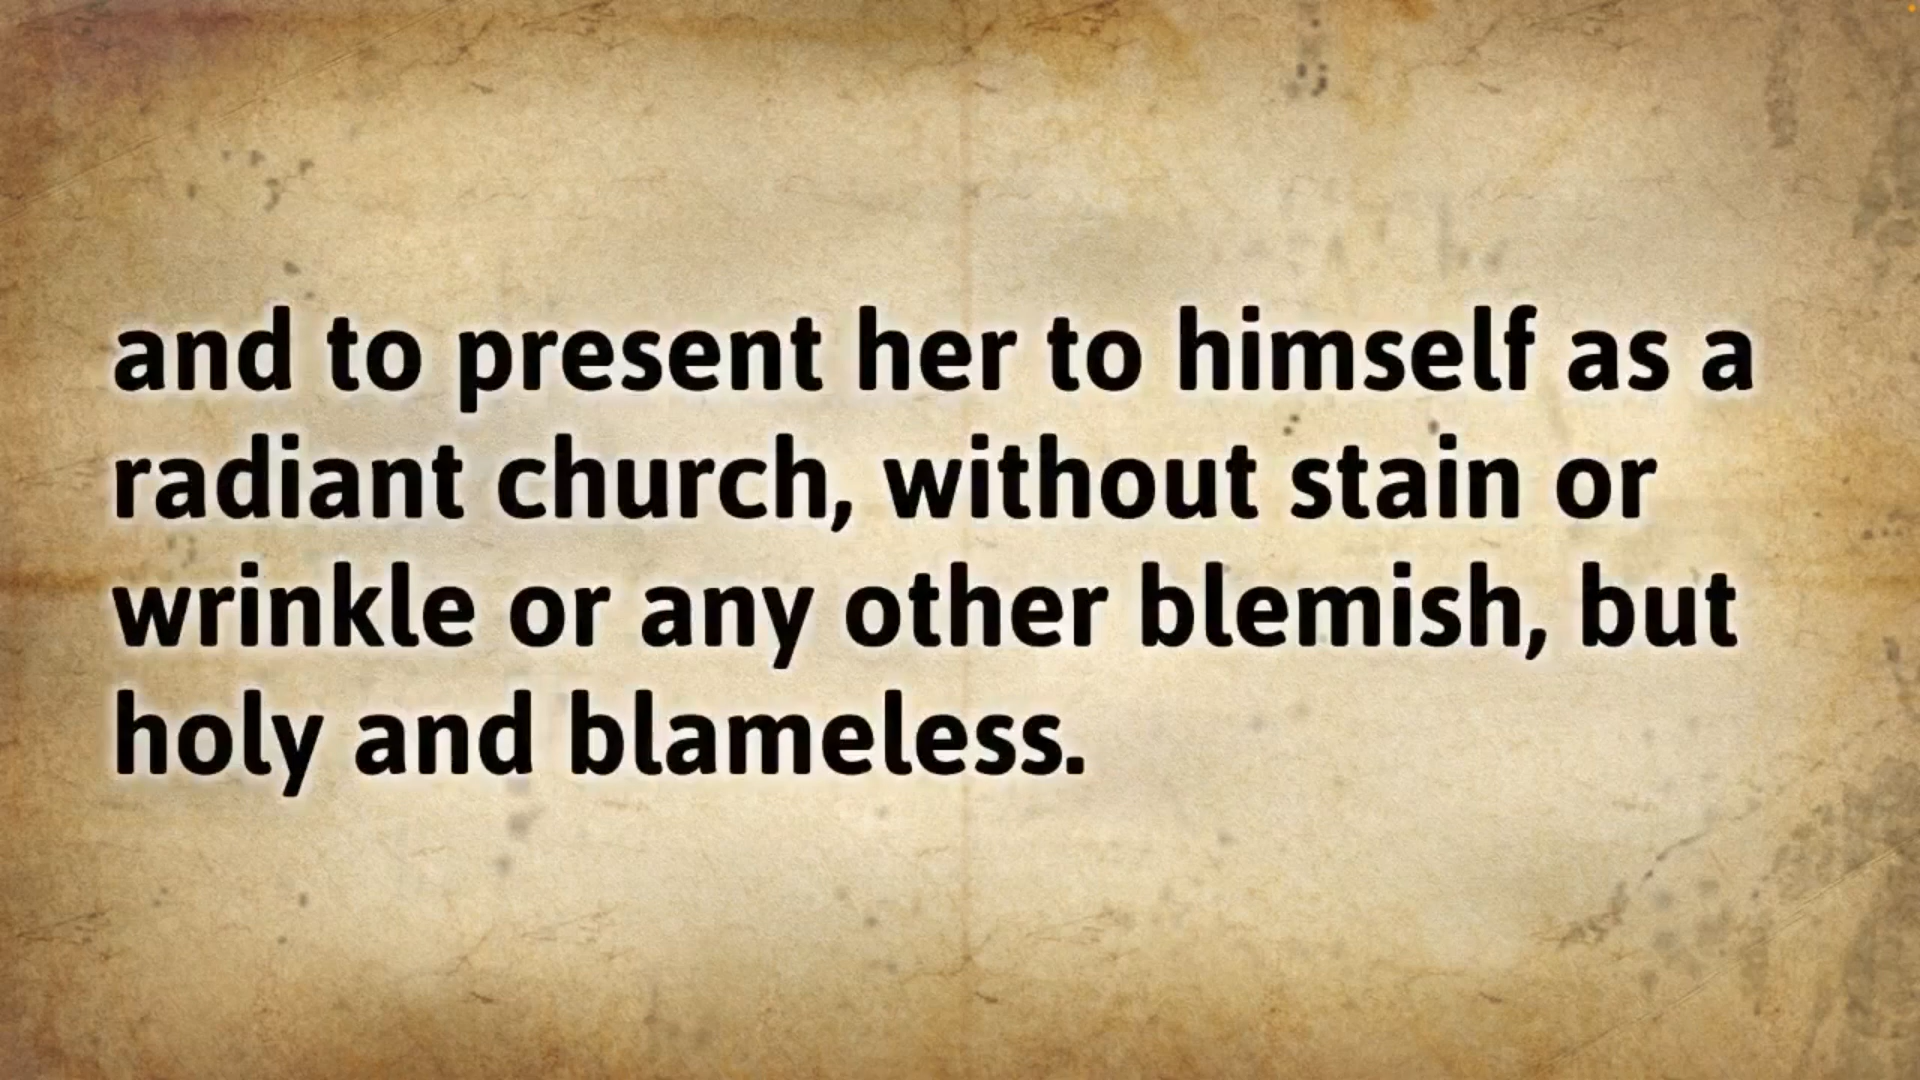 and to present her to himself as a
radiant church, without stain or
wrinkle or any other blemish, but
holy and blameless.